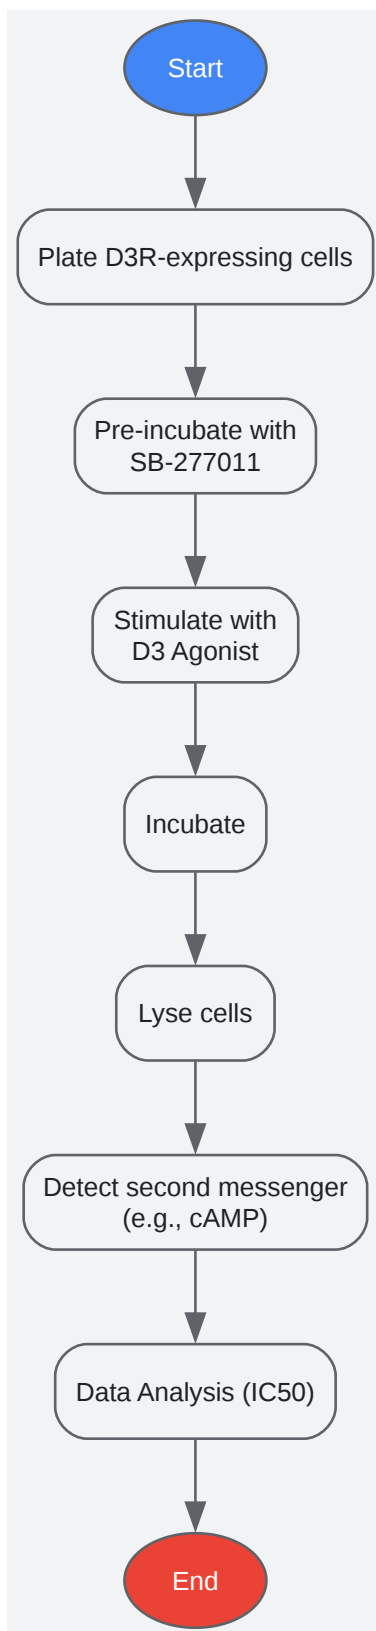 Start
Plate D3R-expressing cells
Pre-incubate with
SB-277011
Stimulate with
D3 Agonist
Incubate
Lyse cells
Detect second messenger
(e.g., cAMP)
Data Analysis (IC50)
End